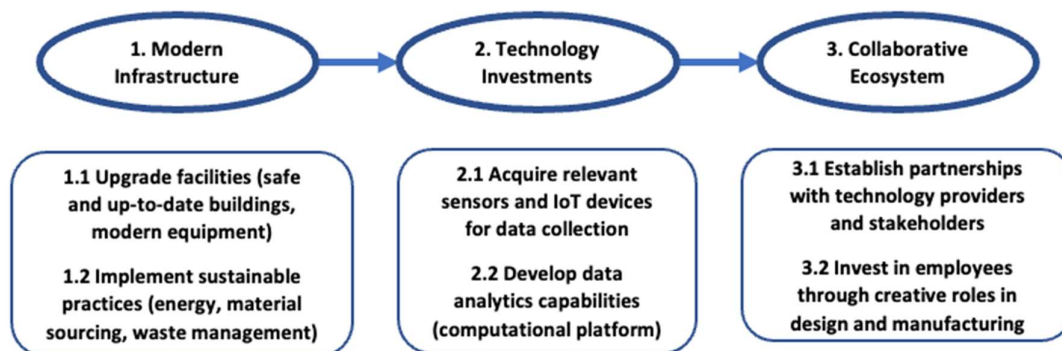 1. Modern
Infrastructure
2. Technology
Investments
3. Collaborative
Ecosystem
1.1 Upgrade facilities (safe
and up-to-date buildings,
modern equipment)
1.2 Implement sustainable
practices (energy, material
sourcing, waste management)
2.1 Acquire relevant
sensors and IoT devices
for data collection
2.2 Develop data
analytics capabilities
(computational platform)
3.1 Establish partnerships
with technology providers
and stakeholders
3.2 Invest in employees
through creative roles in
design and manufacturing